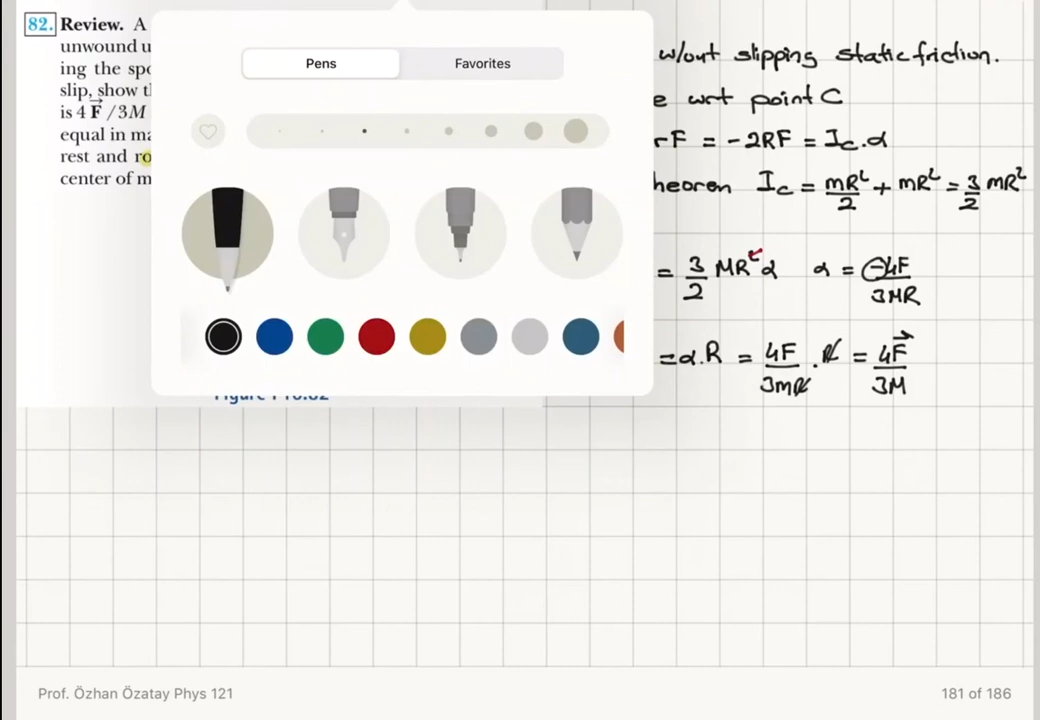 82. Review. A
unwound u
ing the spo
slip, show t
is 4 F⃗ /3M
equal in ma
rest and ro
center of m
Pens
Favorites
w/out slipping static friction.
e wrt point C
rF = -2RF = Ic.α
heorem Ic = mR²/2 + mR² = 3/2 mR²
= 3/2 MR²α α = -4F/3MR
= α.R = 4F/3mR . R = 4F⃗/3M
Prof. Özhan Özatay Phys 121
181 of 186